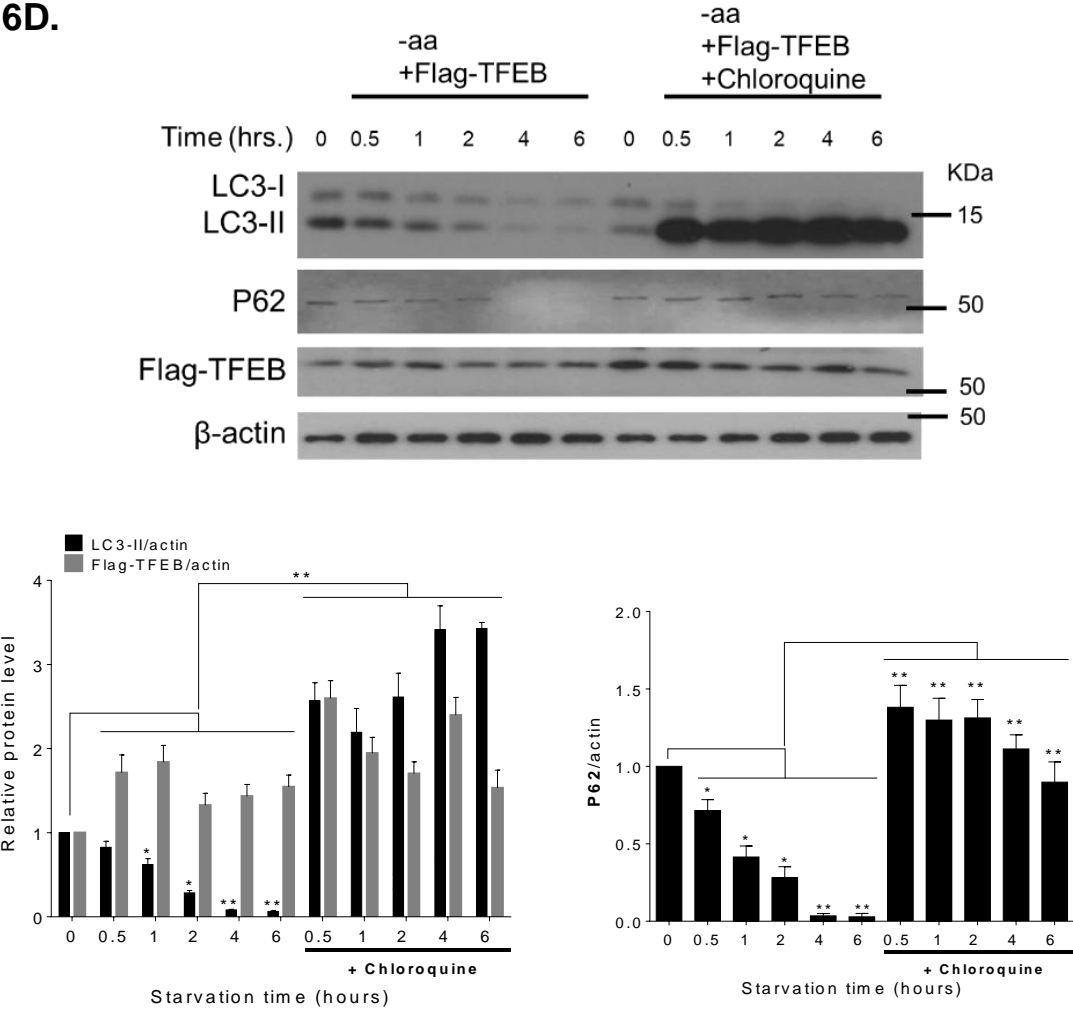 6D.
-aa
+Flag-TFEB
-aa
+Flag-TFEB
+Chloroquine
Time (hrs.) 0 0.5 1 2 4 6 0 0.5 1 2 4 6
KDa
LC3-I
LC3-II
15
P62
50
Flag-TFEB
50
50
β-actin
LC3-II/actin
Flag-TFEB/actin
Relative protein level
4
3
2
1
0
**
* * ** **
0 0.5 1 2 4 6 0.5 1 2 4 6
+ Chloroquine
Starvation time (hours)
P62/actin
2.0
1.5
1.0
0.5
0.0
* * * ** ** ** ** ** ** **
0 0.5 1 2 4 6 0.5 1 2 4 6
+ Chloroquine
Starvation time (hours)